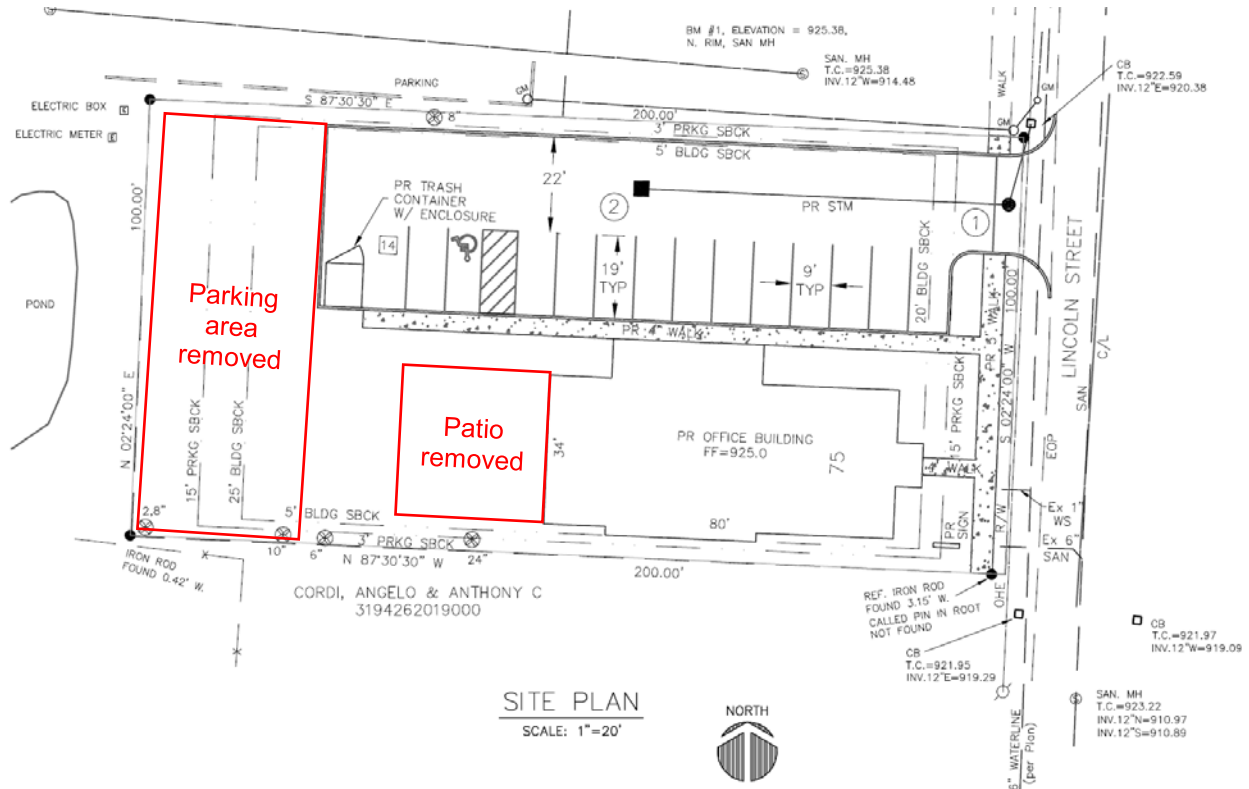 BM #1, ELEVATION = 925.38,
N. RIM, SAN MH
SAN. MH
T.C.=925.38
INV.12"W=914.48
CB
T.C.=922.59
INV.12"E=920.38
WALK
GM
GM
GM
PARKING
ELECTRIC BOX
E
ELECTRIC METER
E
S 87'30'30" E
8"
200.00'
3' PRKG SBCK
5' BLDG SBCK
100.00'
22'
PR TRASH
CONTAINER
W/ ENCLOSURE
14
2
PR STM
1
19'
TYP
9'
TYP
20' BLDG SBCK
PR 5' WALK
100.00'
S 02'24'00" W
LINCOLN STREET
C/L
SAN
EOP
POND
Parking
area
removed
N 02'24'00" E
15' PRKG SBCK
25' BLDG SBCK
PR 4" WALK
Patio
removed
34'
PR OFFICE BUILDING
FF=925.0
75
15' PRKG SBCK
4' WALK
PR
SIGN
R/W
Ex 1"
WS
Ex 6"
SAN
2.8"
5' BLDG SBCK
80'
10"
6"
3' PRKG SBCK
24"
N 87'30'30" W
200.00'
IRON ROD
FOUND 0.42' W.
CORDI, ANGELO & ANTHONY C
3194262019000
REF. IRON ROD
FOUND 3.15' W.
CALLED PIN IN ROOT
NOT FOUND
OHE
CB
T.C.=921.95
INV.12"E=919.29
CB
T.C.=921.97
INV.12"W=919.09
SAN. MH
T.C.=923.22
INV.12"N=910.97
INV.12"S=910.89
SITE PLAN
SCALE: 1"=20'
NORTH
6" WATERLINE
(per Plan)